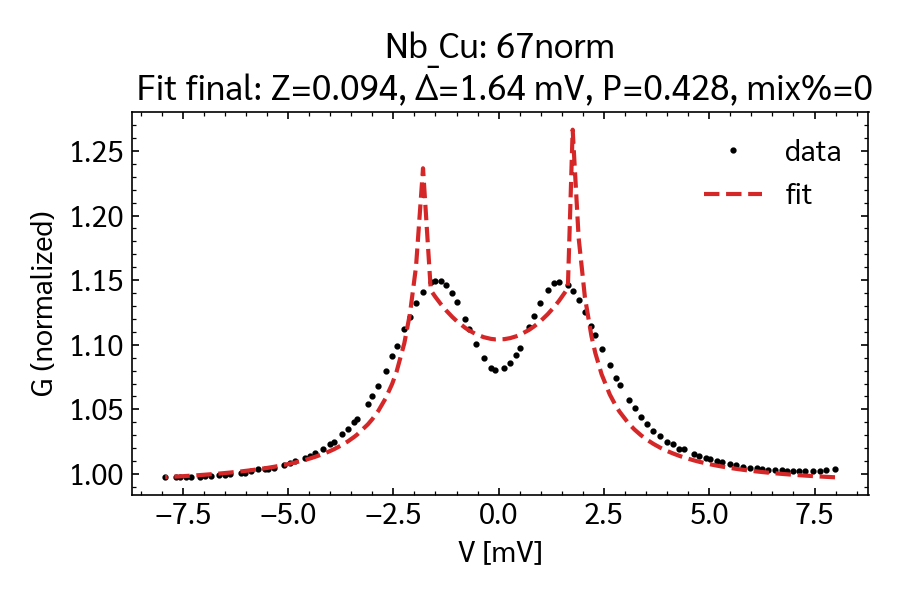 Nb_Cu: 67norm
Fit final: Z=0.094, Δ=1.64 mV, P=0.428, mix%=0
data
fit
G (normalized)
1.25
1.20
1.15
1.10
1.05
1.00
−7.5 −5.0 −2.5 0.0 2.5 5.0 7.5
V [mV]